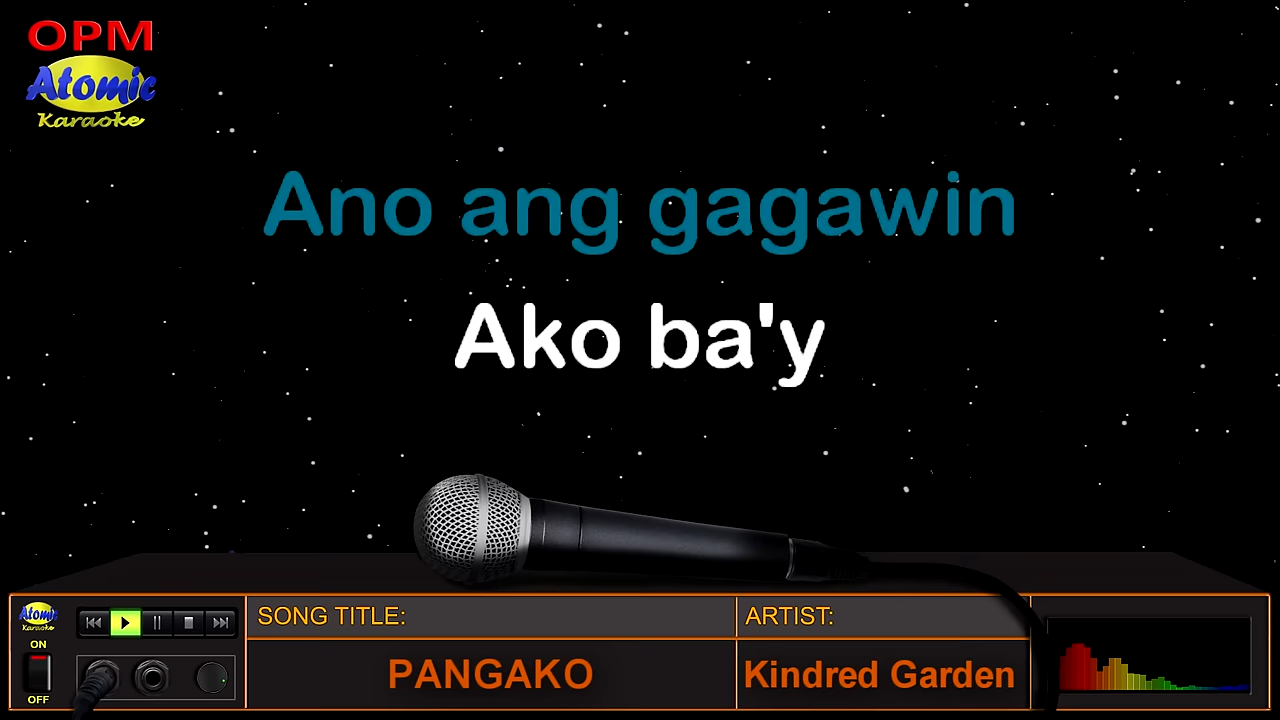 OPM
Atomic
Karaoke
Ano ang gagawin
Ako ba'y
Atomic
Karaoke
ON
OFF
SONG TITLE:
PANGAKO
ARTIST:
Kindred Garden